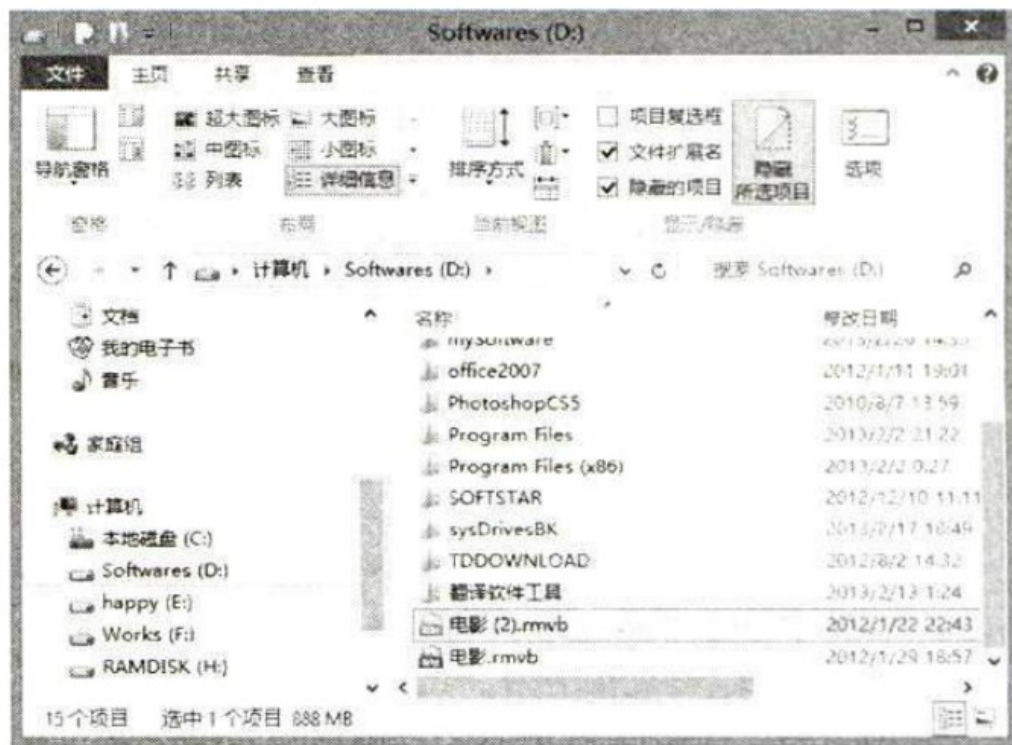 Softwares (D:)
文件 主页 共享 查看
导航窗格
超大图标 大图标
中图标 小图标
列表 详细信息
排序方式
项目复选框
文件扩展名
隐藏的项目
隐藏
所选项目
选项
窗格 布局 当前视图 显示/隐藏
计算机 Softwares (D:)
搜索 Softwares (D:)
文档
我的电子书
音乐
家庭组
计算机
本地磁盘 (C:)
Softwares (D:)
happy (E:)
Works (F:)
RAMDISK (H:)
名称 修改日期
mySoftware
office2007 2012/1/11 19:01
PhotoshopCS5 2010/8/7 13:59
Program Files 2013/2/2 21:22
Program Files (x86) 2013/2/2 0:27
SOFTSTAR 2012/12/10 11:11
sysDrivesBK 2013/2/17 16:49
TDDOWNLOAD 2012/8/2 14:32
翻译软件工具 2013/2/13 1:24
电影 (2).rmvb 2012/1/22 22:43
电影.rmvb 2012/1/29 18:57
15 个项目 选中 1 个项目 888 MB